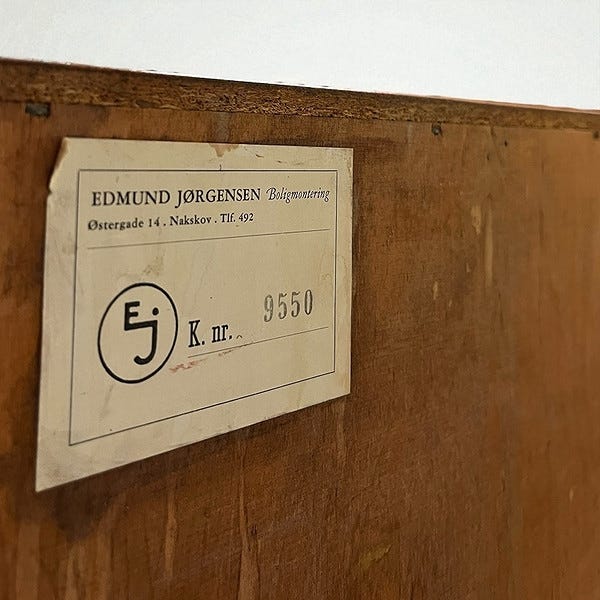 EDMUND JØRGENSEN Boligmontering
Østergade 14 . Nakskov . Tlf. 492
Ej
K. nr. 9550